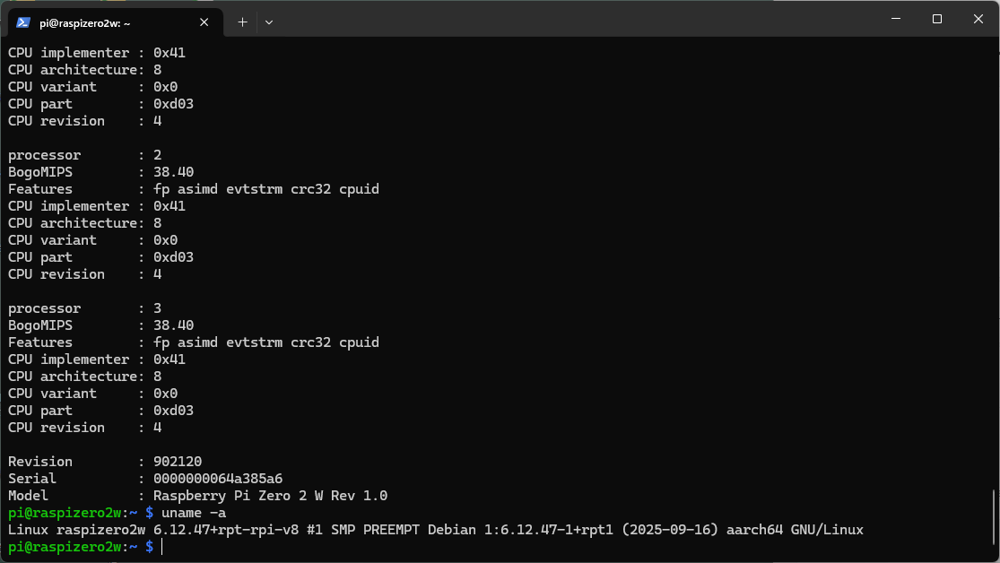 pi@raspizero2w: ~
CPU implementer : 0x41
CPU architecture: 8
CPU variant     : 0x0
CPU part        : 0xd03
CPU revision    : 4

processor       : 2
BogoMIPS        : 38.40
Features        : fp asimd evtstrm crc32 cpuid
CPU implementer : 0x41
CPU architecture: 8
CPU variant     : 0x0
CPU part        : 0xd03
CPU revision    : 4

processor       : 3
BogoMIPS        : 38.40
Features        : fp asimd evtstrm crc32 cpuid
CPU implementer : 0x41
CPU architecture: 8
CPU variant     : 0x0
CPU part        : 0xd03
CPU revision    : 4

Revision        : 902120
Serial          : 0000000064a385a6
Model           : Raspberry Pi Zero 2 W Rev 1.0
pi@raspizero2w:~ $ uname -a
Linux raspizero2w 6.12.47+rpt-rpi-v8 #1 SMP PREEMPT Debian 1:6.12.47-1+rpt1 (2025-09-16) aarch64 GNU/Linux
pi@raspizero2w:~ $